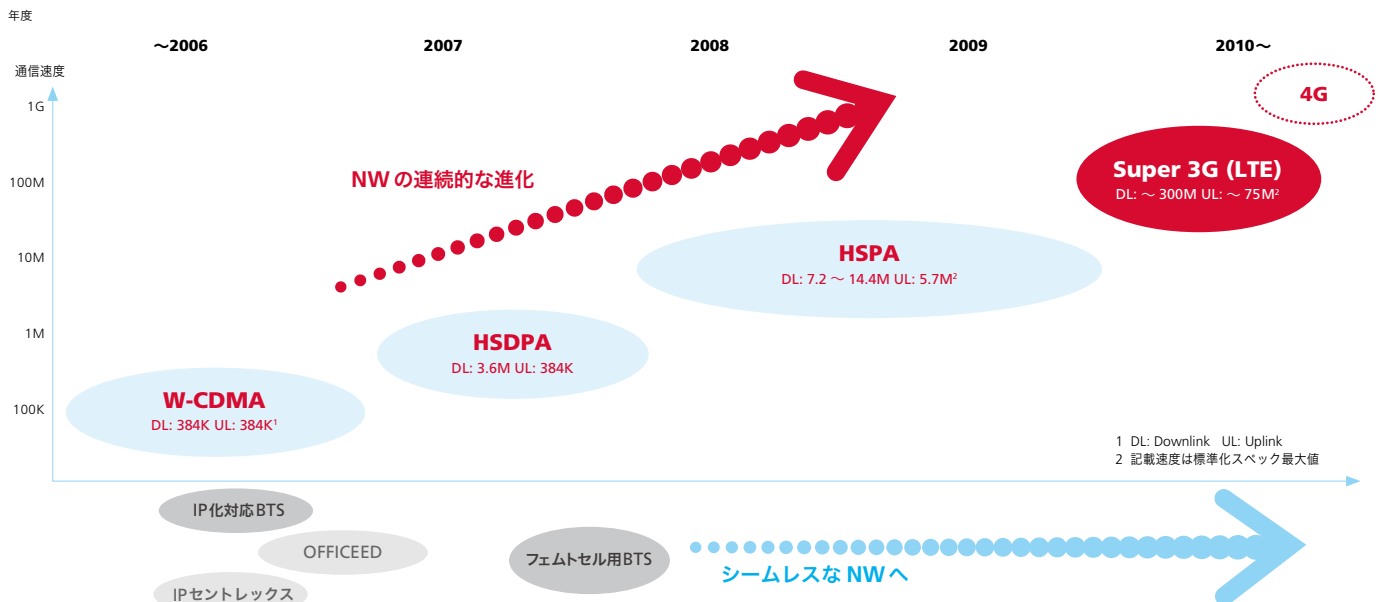 年度
～2006
2007
2008
2009
2010～
通信速度
1G
100M
10M
1M
100K
4G
Super 3G (LTE)
DL: ～ 300M UL: ～ 75M²
NWの連続的な進化
HSPA
DL: 7.2 ～ 14.4M UL: 5.7M²
HSDPA
DL: 3.6M UL: 384K
W-CDMA
DL: 384K UL: 384K¹
1 DL: Downlink UL: Uplink
2 記載速度は標準化スペック最大値
IP化対応BTS
OFFICEED
フェムトセル用BTS
シームレスなNWへ
IPセントレックス